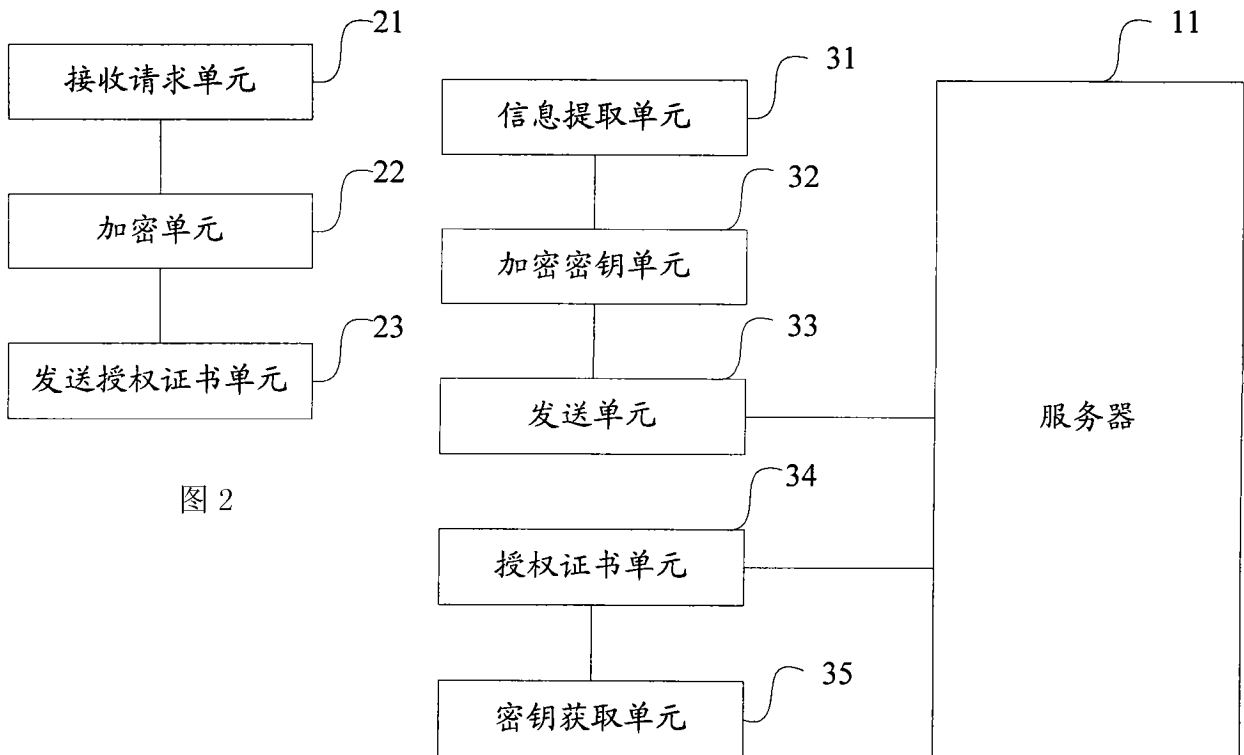 21
接收请求单元
22
加密单元
23
发送授权证书单元
图 2
11
31
信息提取单元
32
加密密钥单元
33
发送单元
服务器
34
授权证书单元
35
密钥获取单元